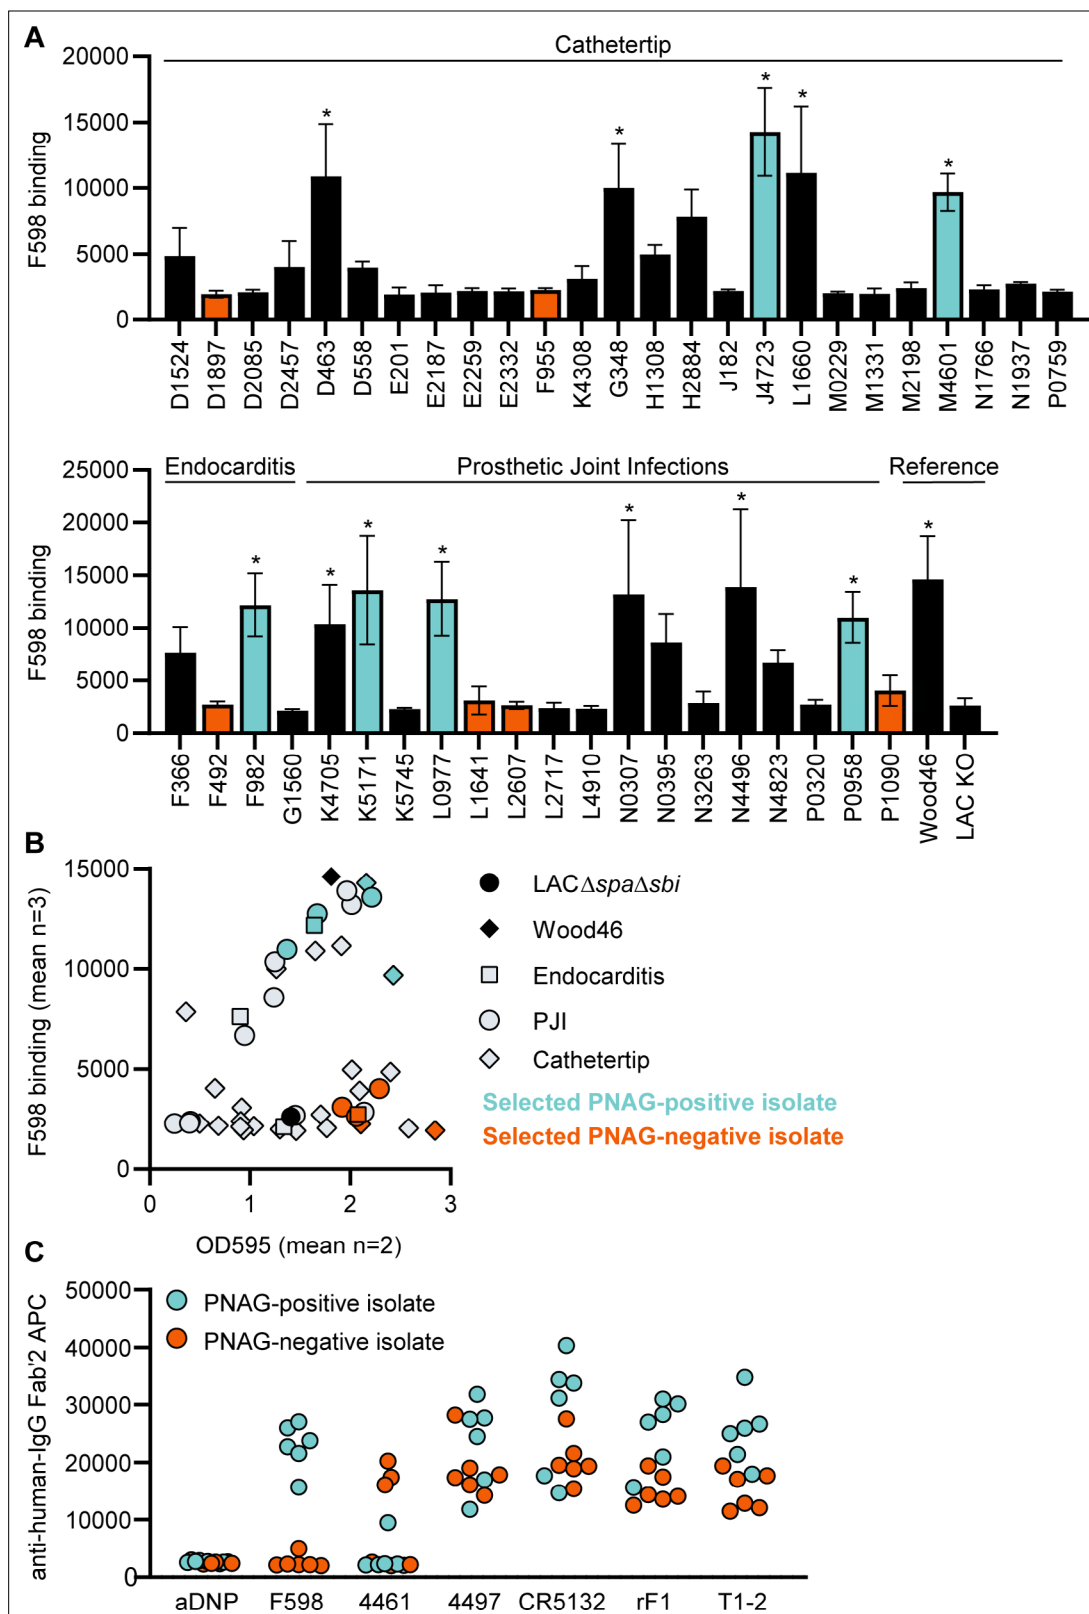 A
Cathetertip
F598 binding
20000
15000
10000
5000
0
* * * * *
D1524 D1897 D2085 D2457 D463 D558 E201 E2187 E2259 E2332 F955 K4308 G348 H1308 H2884 J182 J4723 L1660 M0229 M1331 M2198 M4601 N1766 N1937 P0759
Endocarditis Prosthetic Joint Infections Reference
F598 binding
25000
20000
15000
10000
5000
0
* * * * * * * *
F366 F492 F982 G1560 K4705 K5171 K5745 L0977 L1641 L2607 L2717 L4910 N0307 N0395 N3263 N4496 N4823 P0320 P0958 P1090 Wood46 LAC KO
B
F598 binding (mean n=3)
15000
10000
5000
0
0 1 2 3
OD595 (mean n=2)
LACΔspaΔsbi
Wood46
Endocarditis
PJI
Cathetertip
Selected PNAG-positive isolate
Selected PNAG-negative isolate
C
anti-human-IgG Fab'2 APC
50000
40000
30000
20000
10000
0
PNAG-positive isolate
PNAG-negative isolate
aDNP F598 4461 4497 CR5132 rF1 T1-2